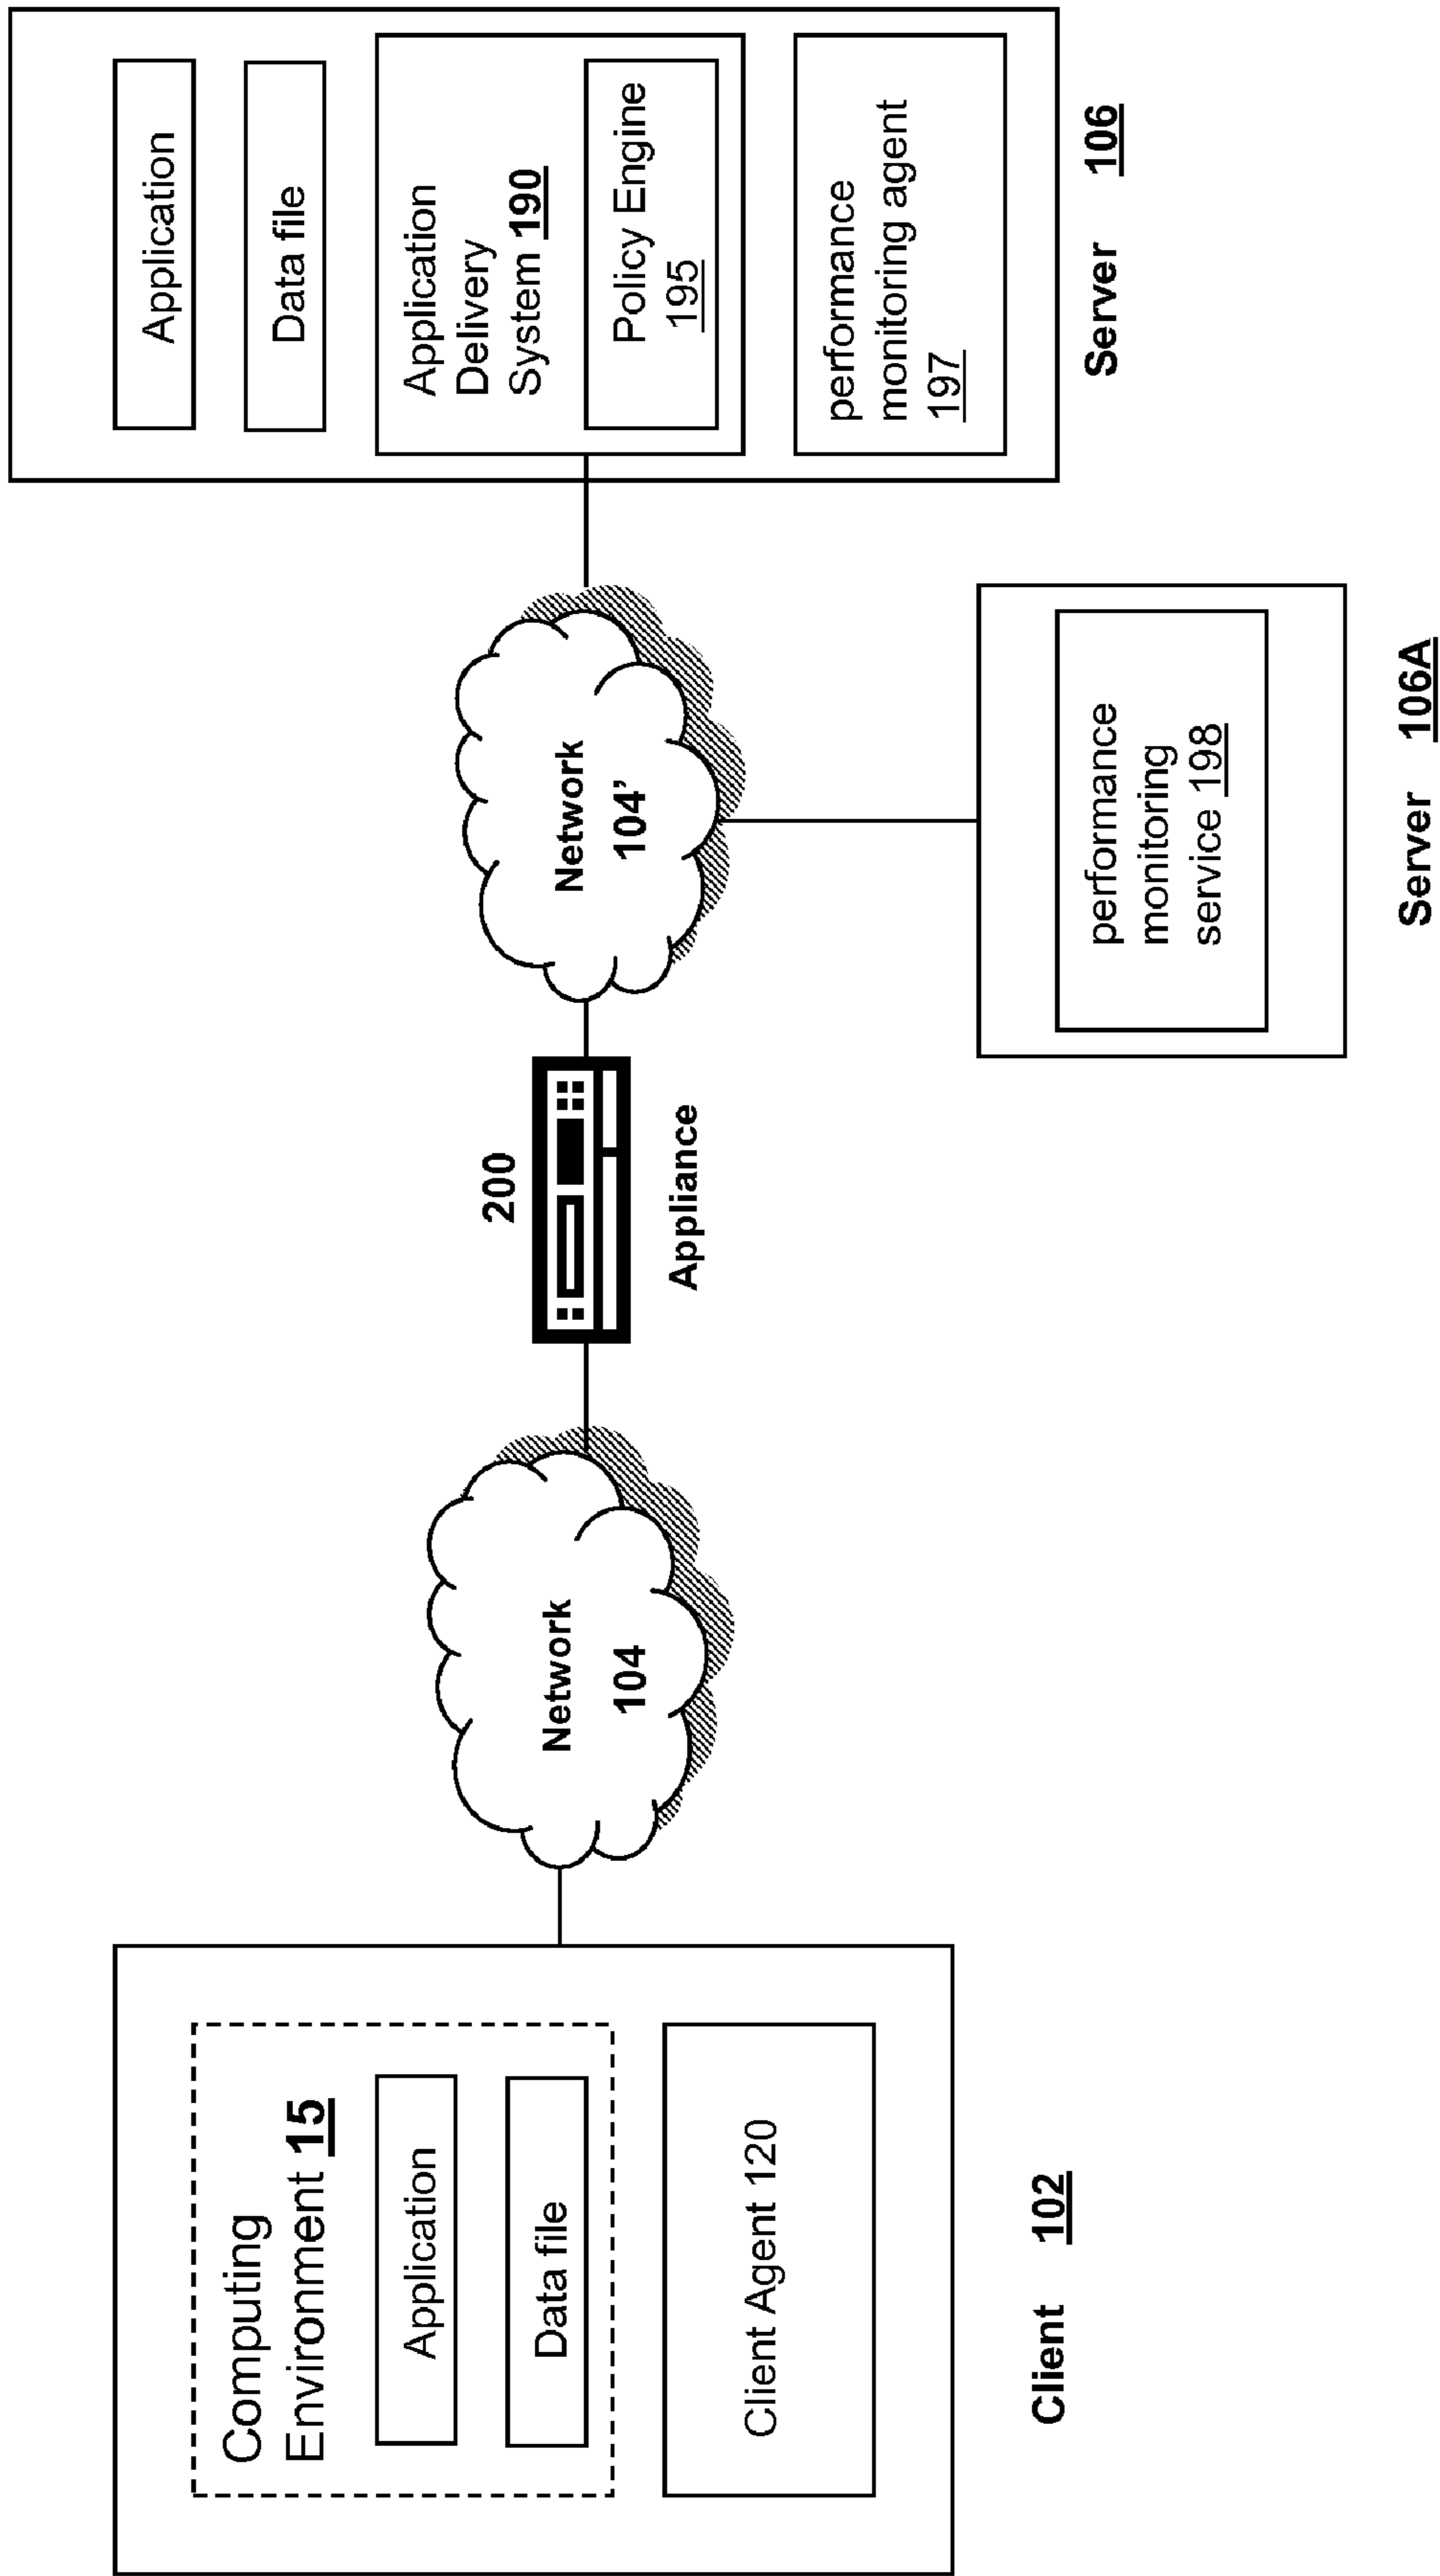 Computing
Environment 15
Application
Data file
Client Agent 120
Client 102
Network
104
200
Appliance
Network
104’
performance
monitoring
service 198
Server 106A
Application
Data file
Application
Delivery
System 190
Policy Engine
195
performance
monitoring agent
197
Server 106